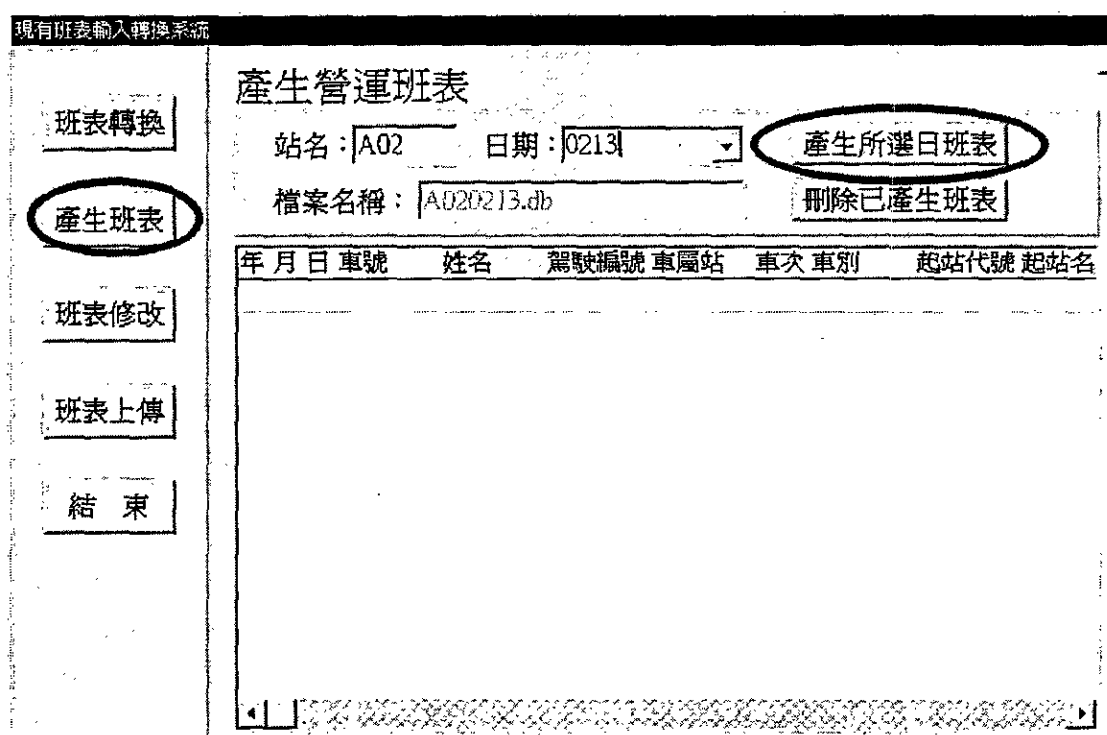 現有班表輸入轉換系統
班表轉換
產生班表
班表修改
班表上傳
結 束
產生營運班表
站名：A02 日期：0213 產生所選日班表
檔案名稱： A020213.db 刪除已產生班表
年 月 日 車號 姓名 駕駛編號 車屬站 車次 車別 起站代號 起站名